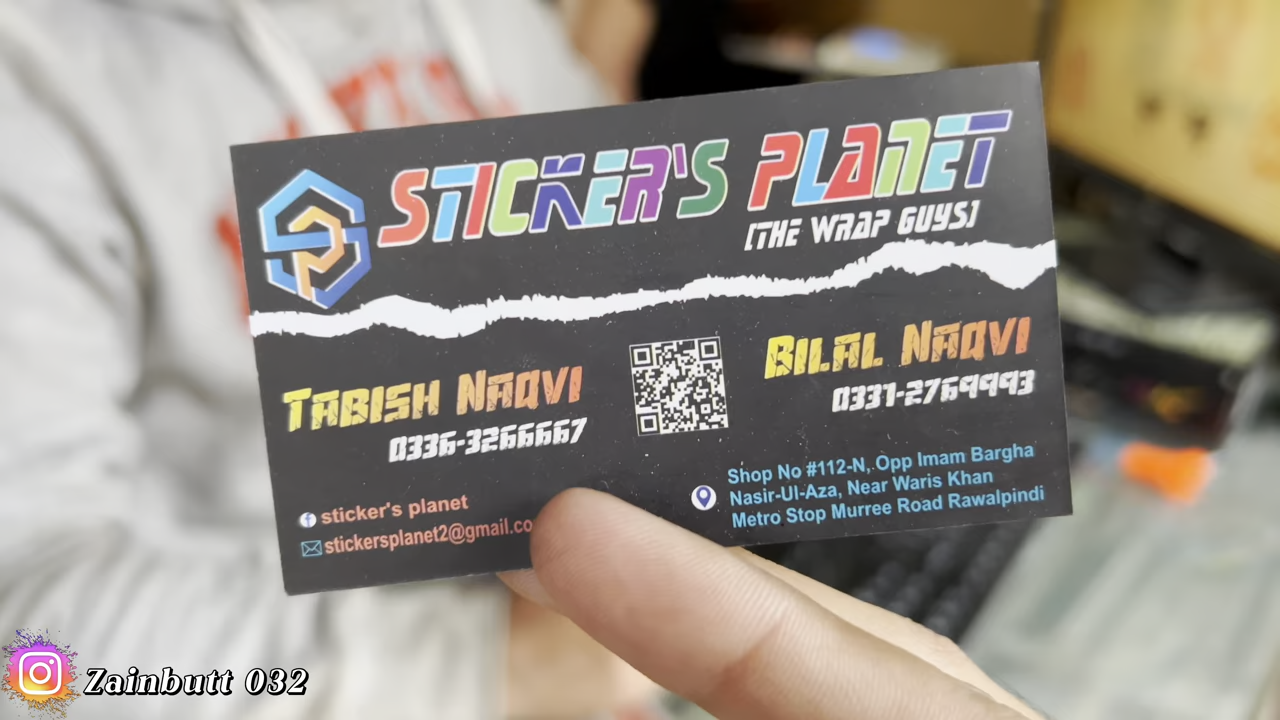 STICKER'S PLANET
[THE WRAP GUYS]
TABISH NAQVI
0336-3266667
BILAL NAQVI
0331-2769993
sticker's planet
stickersplanet2@gmail.co
Shop No #112-N, Opp Imam Bargha
Nasir-Ul-Aza, Near Waris Khan
Metro Stop Murree Road Rawalpindi
Zainbutt 032